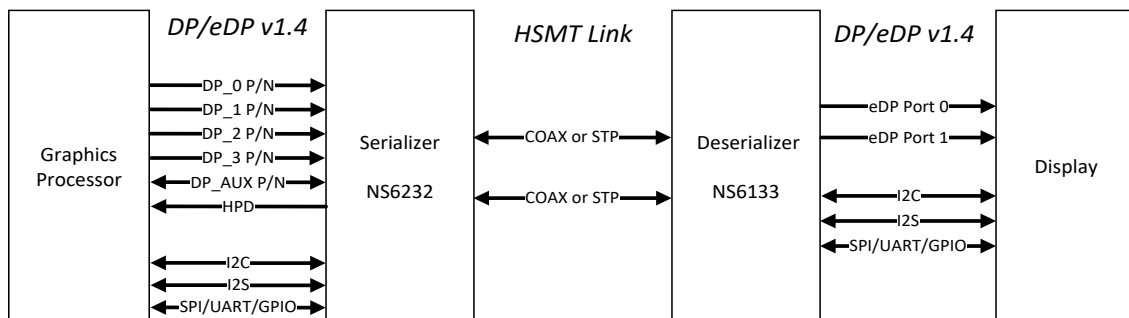 DP/eDP v1.4
HSMT Link
DP/eDP v1.4
Graphics
Processor
DP_0 P/N
DP_1 P/N
DP_2 P/N
DP_3 P/N
DP_AUX P/N
HPD
I2C
I2S
SPI/UART/GPIO
Serializer
NS6232
COAX or STP
COAX or STP
Deserializer
NS6133
eDP Port 0
eDP Port 1
I2C
I2S
SPI/UART/GPIO
Display